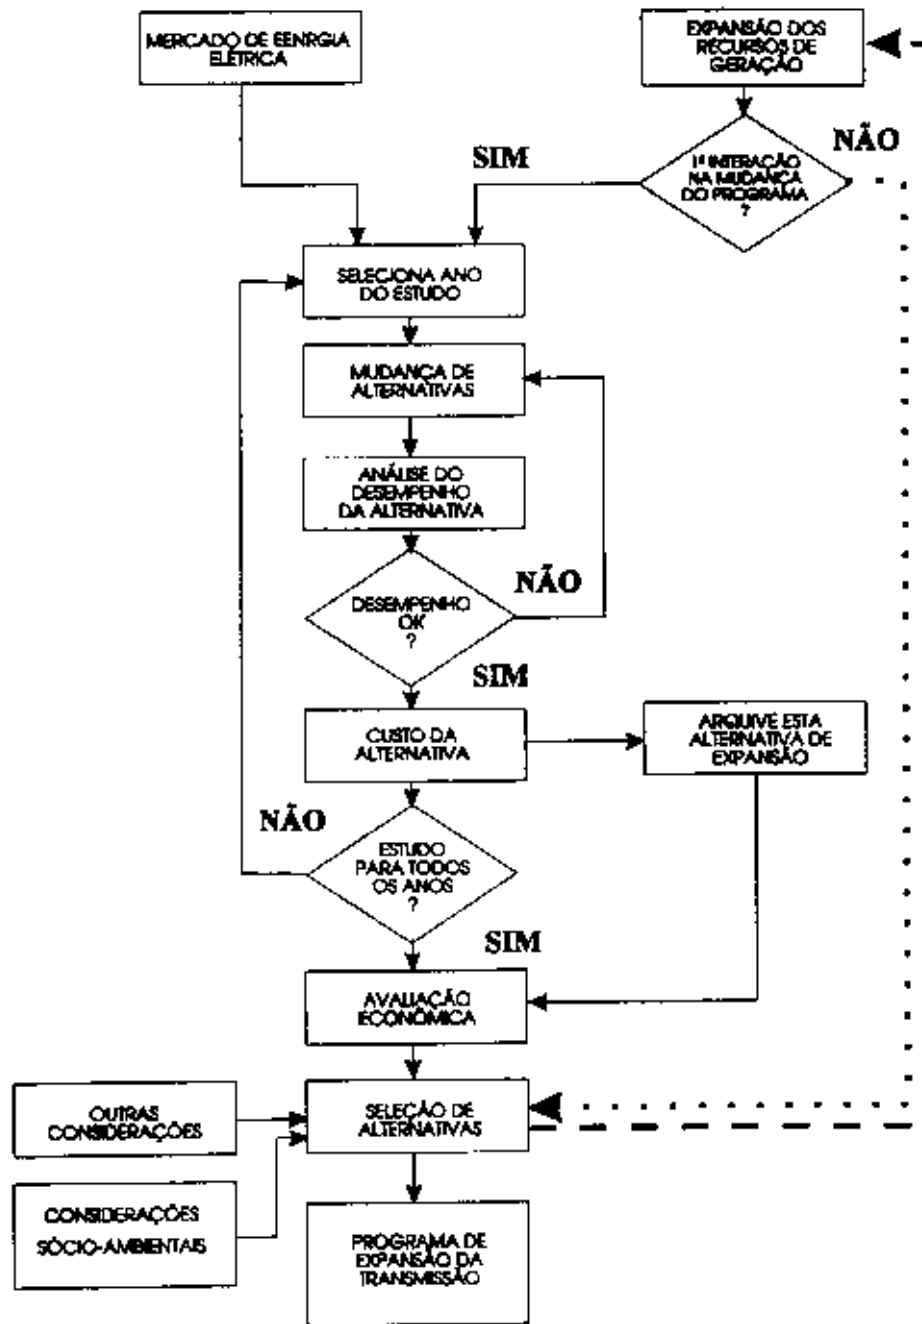 MERCADO DE EENRGIA
ELÉTRICA
EXPANSÃO DOS
RECURSOS DE
GERAÇÃO
NÃO
SIM
1ª INTERAÇÃO
NA MUDANÇA
DO PROGRAMA
?
SELECIONA ANO
DO ESTUDO
MUDANÇA DE
ALTERNATIVAS
ANÁLISE DO
DESEMPENHO
DA ALTERNATIVA
NÃO
DESEMPENHO
OK
?
SIM
CUSTO DA
ALTERNATIVA
ARQUIVE ESTA
ALTERNATIVA DE
EXPANSÃO
NÃO
ESTUDO
PARA TODOS
OS ANOS
?
SIM
AVALIAÇÃO
ECONÔMICA
OUTRAS
CONSIDERAÇÕES
SELEÇÃO DE
ALTERNATIVAS
CONSIDERAÇÕES
SÓCIO-AMBIENTAIS
PROGRAMA DE
EXPANSÃO DA
TRANSMISSÃO